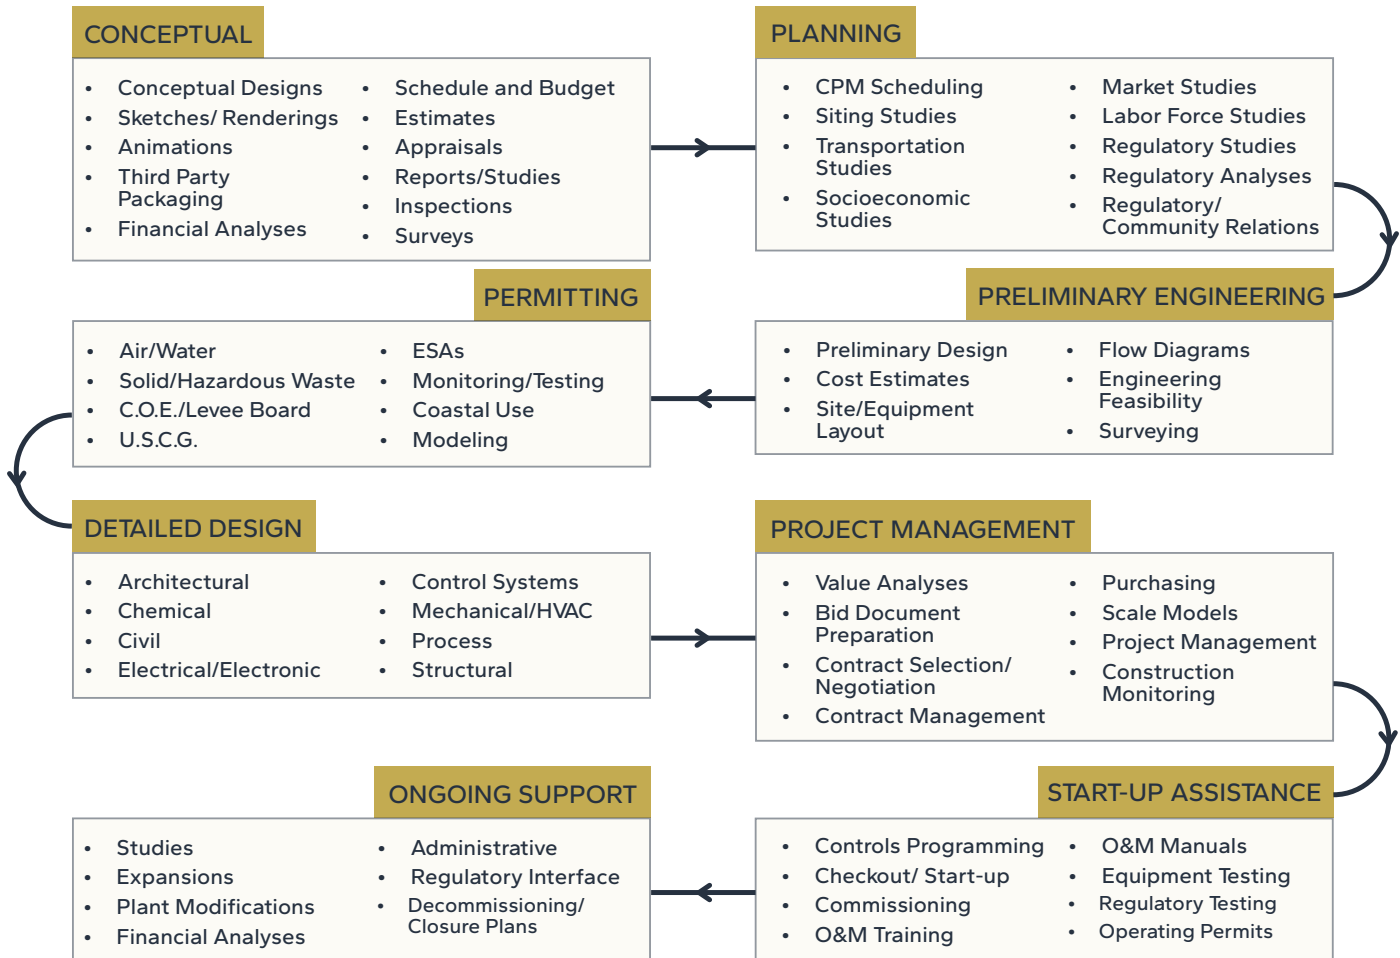 CONCEPTUAL
• Conceptual Designs
• Sketches/ Renderings
• Animations
• Third Party
Packaging
• Financial Analyses
• Schedule and Budget
• Estimates
• Appraisals
• Reports/Studies
• Inspections
• Surveys
PLANNING
• CPM Scheduling
• Siting Studies
• Transportation
Studies
• Socioeconomic
Studies
• Market Studies
• Labor Force Studies
• Regulatory Studies
• Regulatory Analyses
• Regulatory/
Community Relations
PRELIMINARY ENGINEERING
• Preliminary Design
• Cost Estimates
• Site/Equipment
Layout
• Flow Diagrams
• Engineering
Feasibility
• Surveying
PERMITTING
• Air/Water
• Solid/Hazardous Waste
• C.O.E./Levee Board
• U.S.C.G.
• ESAs
• Monitoring/Testing
• Coastal Use
• Modeling
DETAILED DESIGN
• Architectural
• Chemical
• Civil
• Electrical/Electronic
• Control Systems
• Mechanical/HVAC
• Process
• Structural
PROJECT MANAGEMENT
• Value Analyses
• Bid Document
Preparation
• Contract Selection/
Negotiation
• Contract Management
• Purchasing
• Scale Models
• Project Management
• Construction
Monitoring
START-UP ASSISTANCE
• Controls Programming
• Checkout/ Start-up
• Commissioning
• O&M Training
• O&M Manuals
• Equipment Testing
• Regulatory Testing
• Operating Permits
ONGOING SUPPORT
• Studies
• Expansions
• Plant Modifications
• Financial Analyses
• Administrative
• Regulatory Interface
• Decommissioning/
Closure Plans